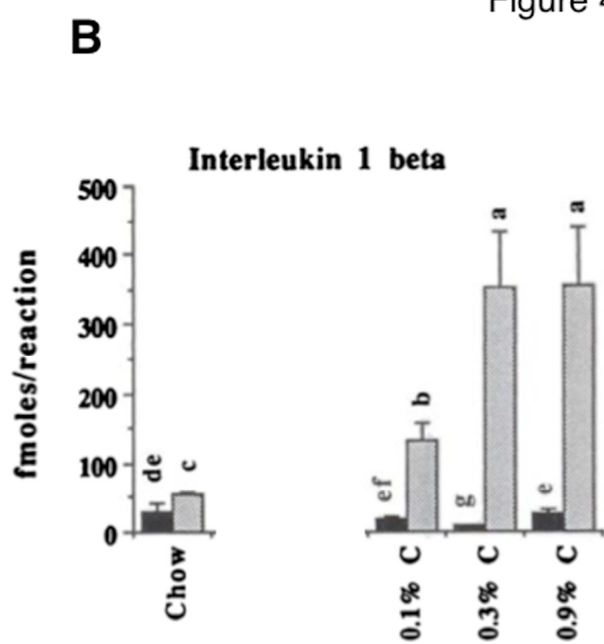 Figure 4
B
Interleukin 1 beta
fmoles/reaction
500
400
300
200
100
0
de
c
ef
b
g
a
e
a
Chow
0.1% C
0.3% C
0.9% C